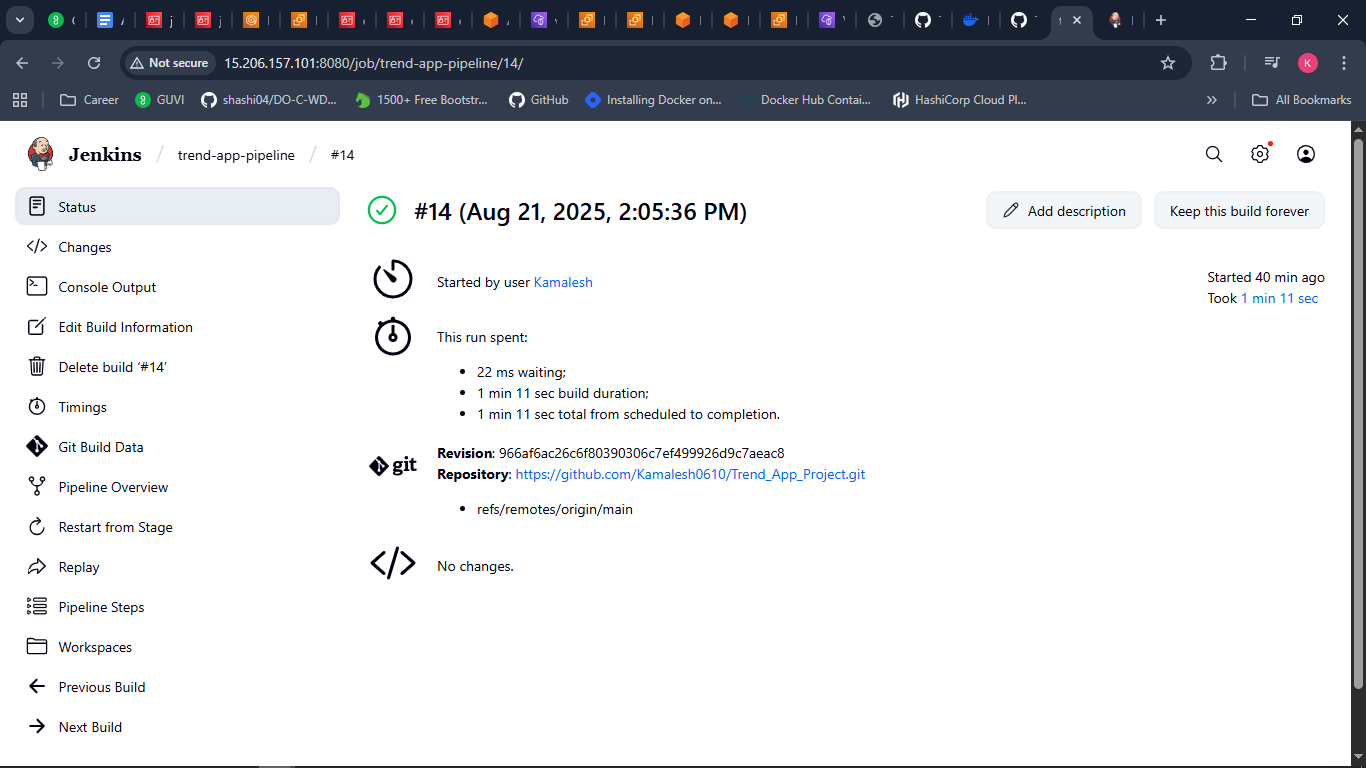 Not secure
15.206.157.101:8080/job/trend-app-pipeline/14/
K
Career
GUVI
shashi04/DO-C-WD...
1500+ Free Bootstr...
GitHub
Installing Docker on...
Docker Hub Contai...
HashiCorp Cloud Pl...
All Bookmarks
Jenkins / trend-app-pipeline / #14
Status
Changes
Console Output
Edit Build Information
Delete build ‘#14’
Timings
Git Build Data
Pipeline Overview
Restart from Stage
Replay
Pipeline Steps
Workspaces
Previous Build
Next Build
#14 (Aug 21, 2025, 2:05:36 PM)
Add description
Keep this build forever
Started by user Kamalesh
Started 40 min ago
Took 1 min 11 sec
This run spent:
22 ms waiting;
1 min 11 sec build duration;
1 min 11 sec total from scheduled to completion.
git
Revision: 966af6ac26c6f80390306c7ef499926d9c7aeac8
Repository: https://github.com/Kamalesh0610/Trend_App_Project.git
refs/remotes/origin/main
No changes.